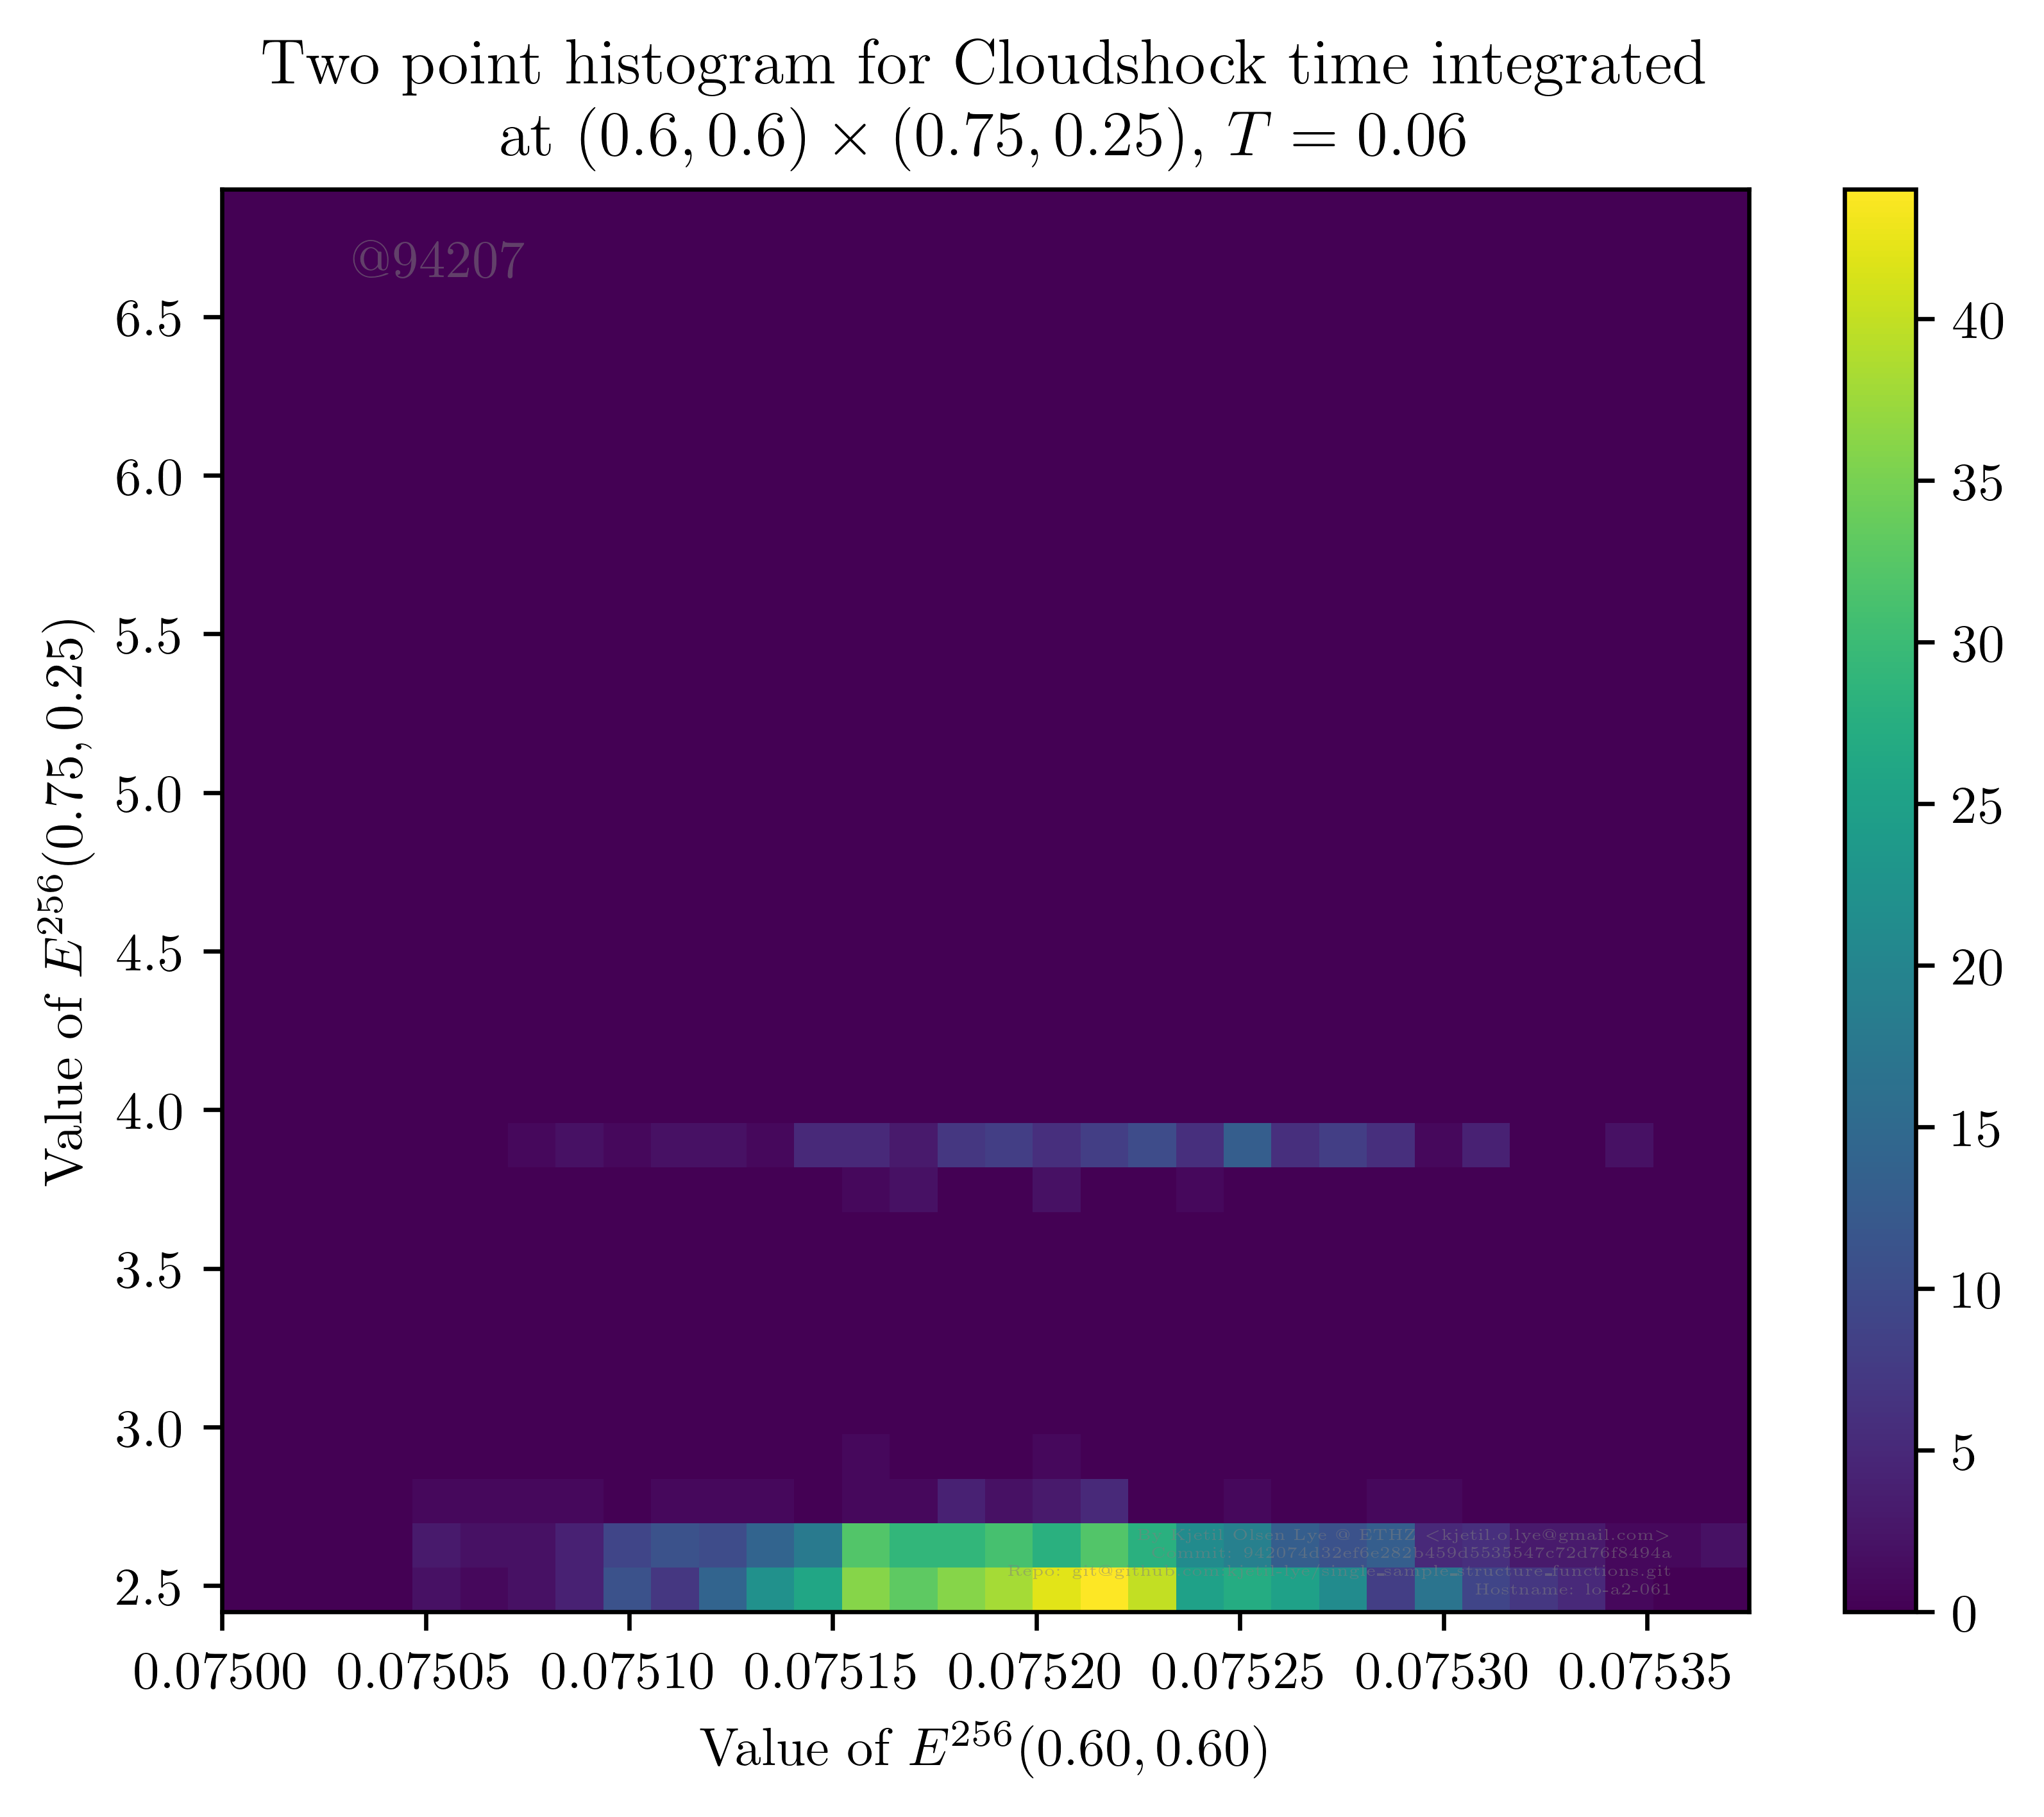 Two point histogram for Cloudshock time integrated
at (0.6, 0.6) × (0.75, 0.25), T = 0.06
@94207
6.5
6.0
5.5
5.0
4.5
4.0
3.5
3.0
2.5
Value of E^{256}(0.75, 0.25)
40
35
30
25
20
15
10
5
0
Kjetil Olsen Lye @ ETHZ <kjetil.o.lye@gmail.com>
Commit: 942074d32ef6e282b459d5535547c72d76f8494a
Repo: single_sample_structure_functions.git
Hostname: lo-a2-061
0.07500 0.07505 0.07510 0.07515 0.07520 0.07525 0.07530 0.07535
Value of E^{256}(0.60, 0.60)